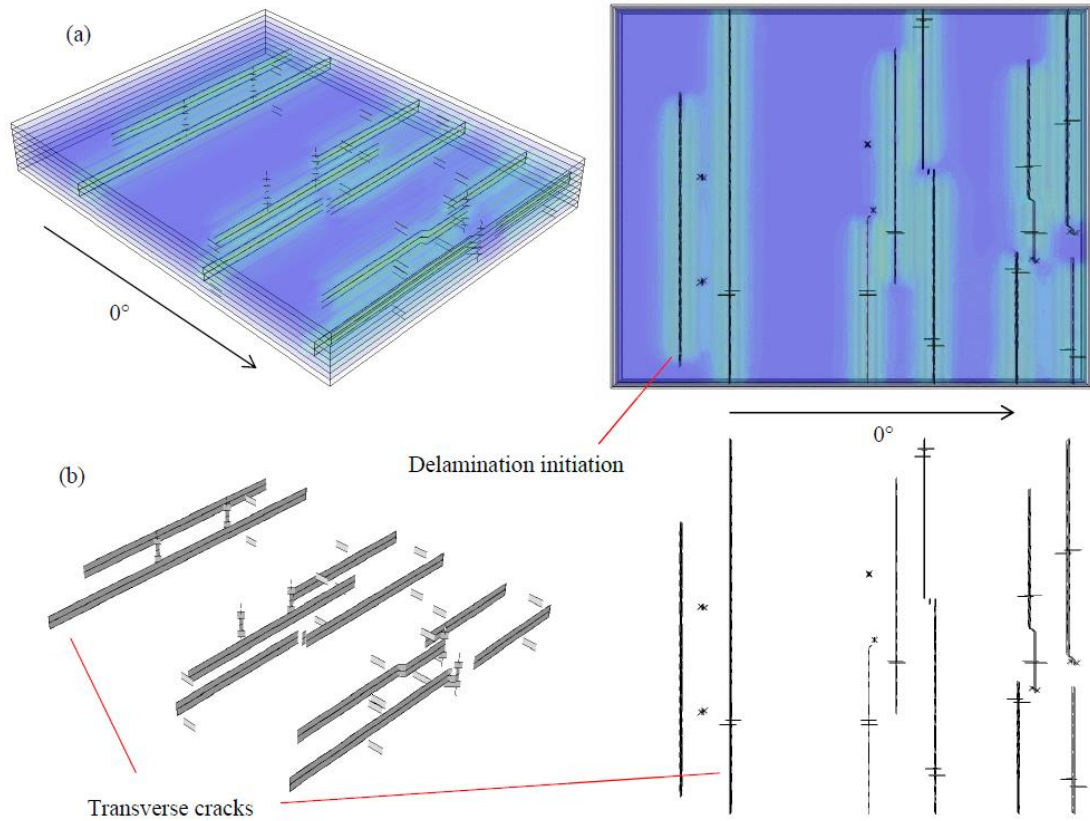 (a)
0°
0°
Delamination initiation
(b)
Transverse cracks